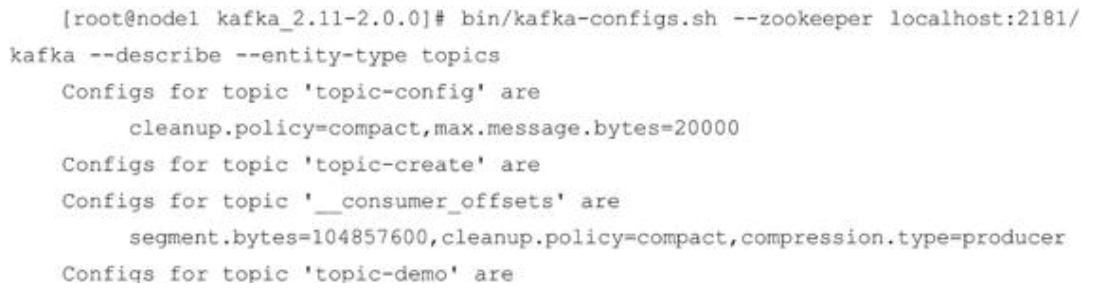 [root@node1 kafka_2.11-2.0.0]# bin/kafka-configs.sh --zookeeper localhost:2181/
kafka --describe --entity-type topics
Configs for topic 'topic-config' are
cleanup.policy=compact,max.message.bytes=20000
Configs for topic 'topic-create' are
Configs for topic '__consumer_offsets' are
segment.bytes=104857600,cleanup.policy=compact,compression.type=producer
Configs for topic 'topic-demo' are